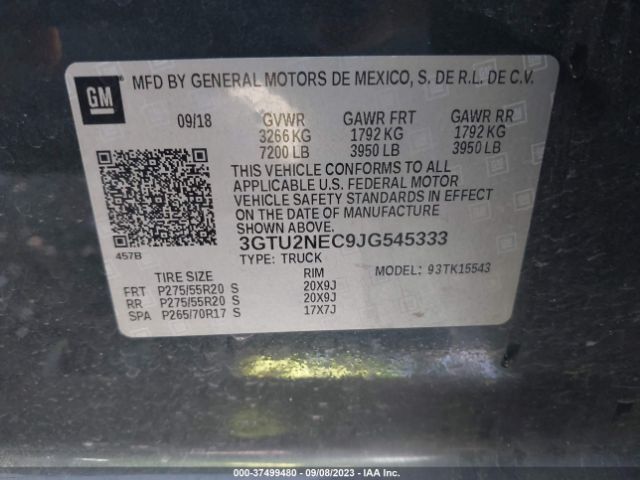 GM
MFD BY GENERAL MOTORS DE MEXICO, S. DE R.L. DE C.V.
09/18 GVWR GAWR FRT GAWR RR
3266 KG 1792 KG 1792 KG
7200 LB 3950 LB 3950 LB
THIS VEHICLE CONFORMS TO ALL
APPLICABLE U.S. FEDERAL MOTOR
VEHICLE SAFETY STANDARDS IN EFFECT
ON THE DATE OF MANUFACTURE SHOWN ABOVE.
3GTU2NEC9JG545333
457B
TYPE: TRUCK MODEL: 93TK15543
TIRE SIZE RIM
FRT P275/55R20 S 20X9J
RR P275/55R20 S 20X9J
SPA P265/70R17 S 17X7J
000-37499480 - 09/08/2023 - IAA Inc.